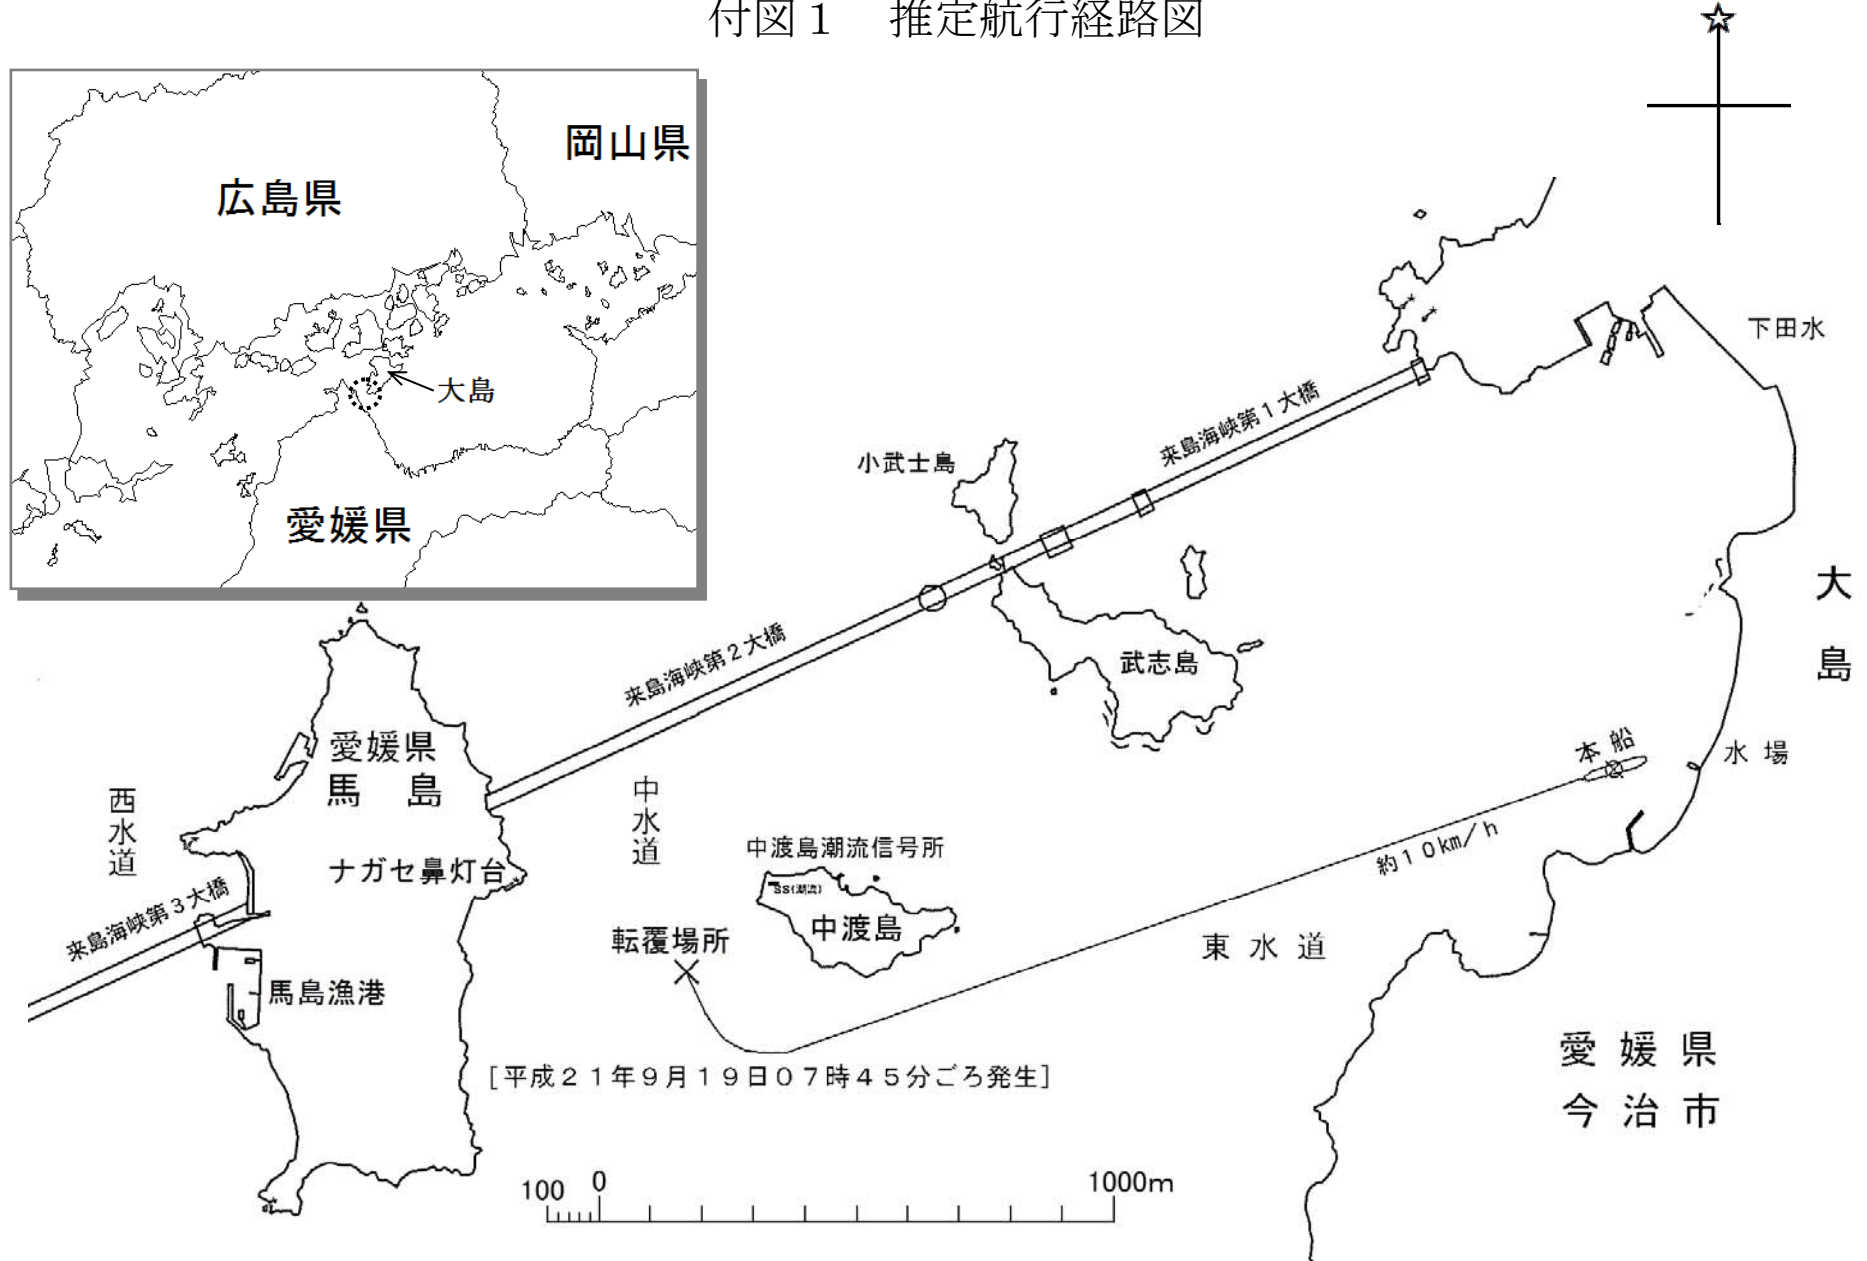 付図１　推定航行経路図
岡山県
広島県
大島
愛媛県
下田水
来島海峡第１大橋
小武士島
大島
来島海峡第２大橋
武志島
愛媛県
馬島
本船
水場
西水道
中水道
中渡島潮流信号所
SS(潮流)
約１０km/h
ナガセ鼻灯台
来島海峡第３大橋
中渡島
転覆場所
東水道
馬島漁港
[平成２１年９月１９日０７時４５分ごろ発生]
愛媛県
今治市
100 0 1000m